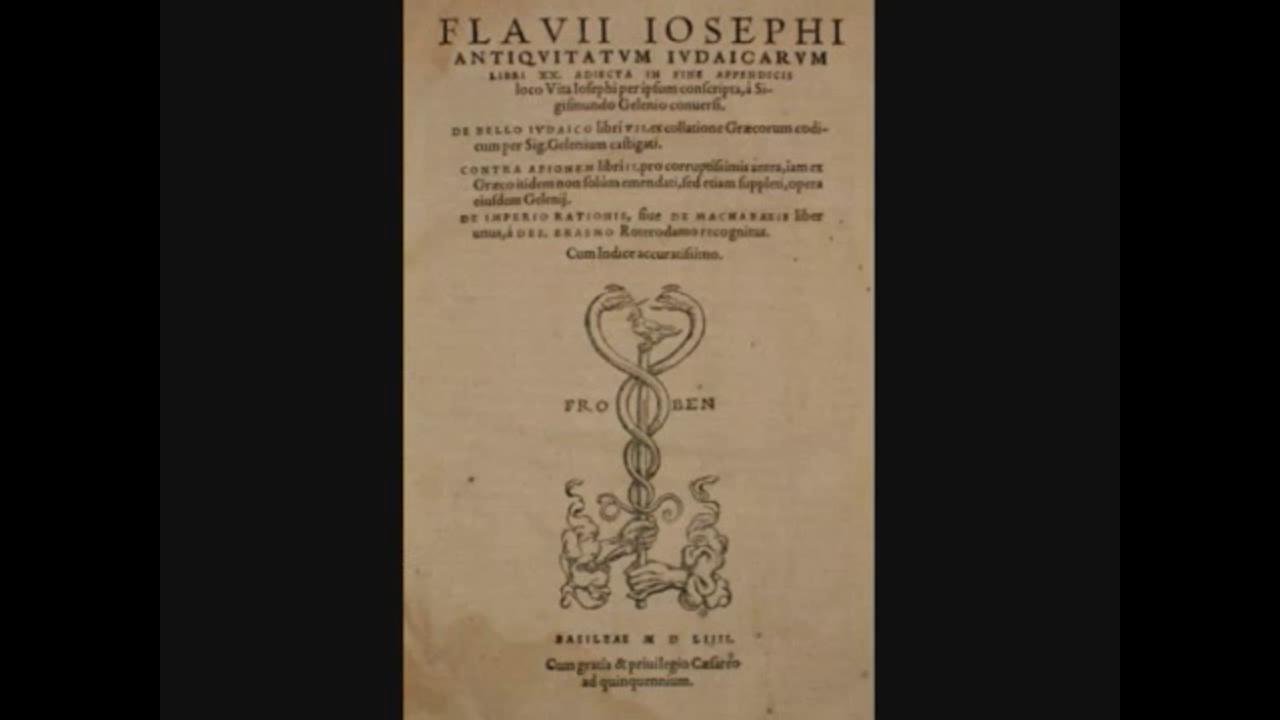 FLAVII IOSEPHI
ANTIQVITATVM IVDAICARVM
LIBRI XX. ADIECTA IN FINE APPENDICIS
loco Vita Iosephi per ipsum conscripta, à Si-
gismundo Gelenio conuersi.
DE BELLO IVDAICO libri VII. ex collatione Græcorum codi-
cum per Sig. Gelenium castigati.
CONTRA APIONEM libri II. pro corruptissimis antea, iam ex
Græco itidem non solùm emendati, sed etiam suppleti, opera
eiusdem Gelenij.
DE IMPERIO RATIONIS, siue DE MACHABAEIS liber
unus, à DES. ERASMO Roterodamo recognitus.
Cum Indice accuratissimo.
FRO BEN
BASILEAE M D LIIII.
Cum gratia & priuilegio Cæsareo
ad quinquennium.